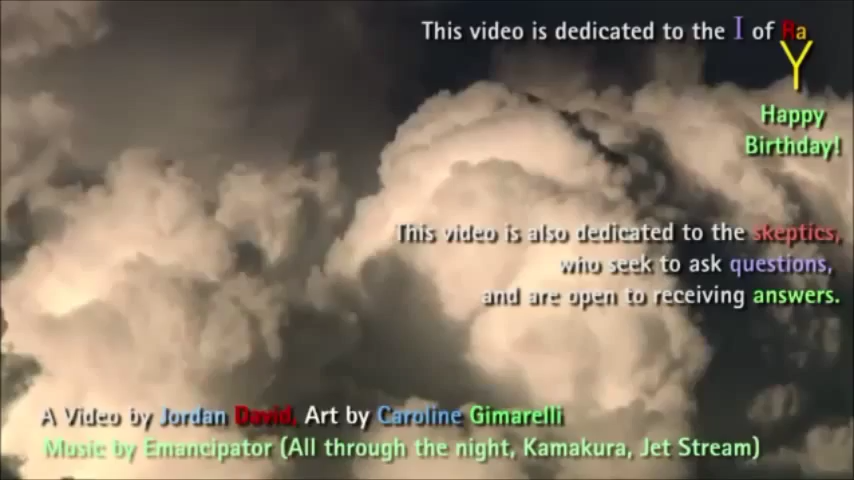 This video is dedicated to the I of Ra
Y
Happy
Birthday!
This video is also dedicated to the skeptics,
who seek to ask questions,
and are open to receiving answers.
A Video by Jordan David, Art by Caroline Gimarelli
Music by Emancipator (All through the night, Kamakura, Jet Stream)